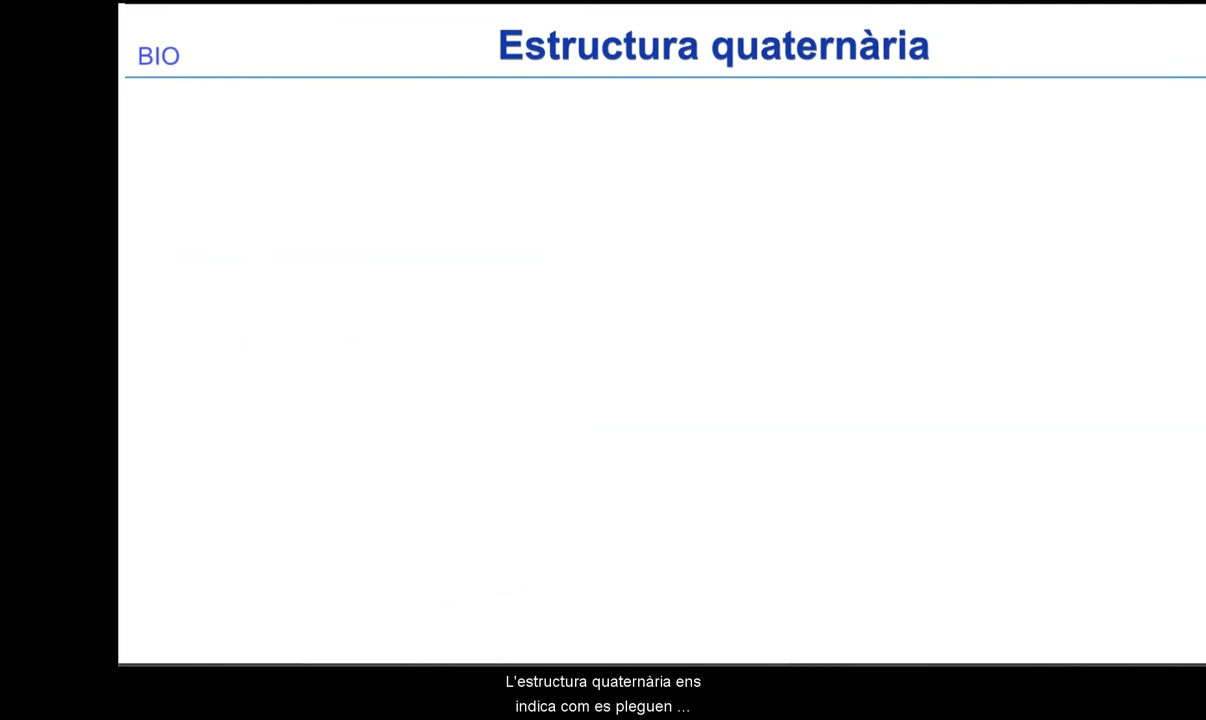 BIO
Estructura quaternària
L'estructura quaternària ens
indica com es pleguen ...